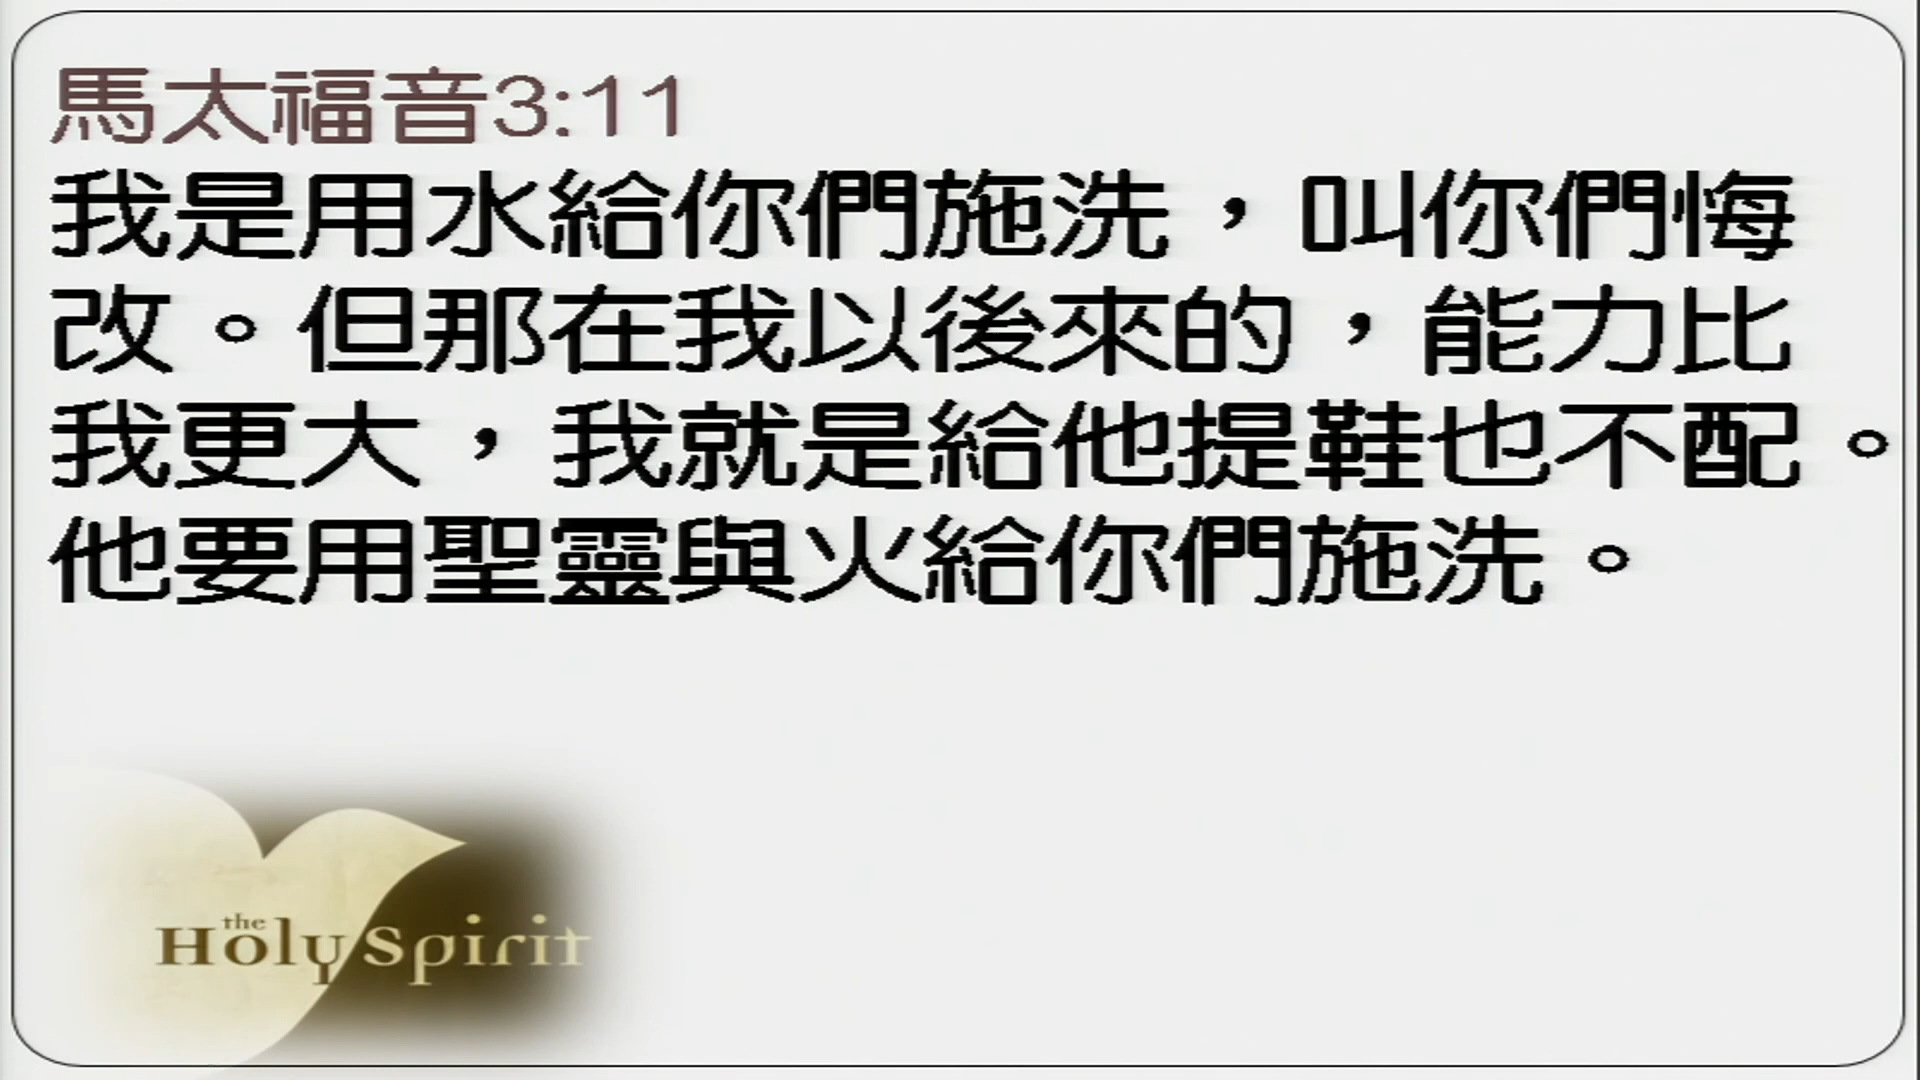 馬太福音3:11
我是用水給你們施洗，叫你們悔
改。但那在我以後來的，能力比
我更大，我就是給他提鞋也不配。
他要用聖靈與火給你們施洗。
the
Holy Spirit